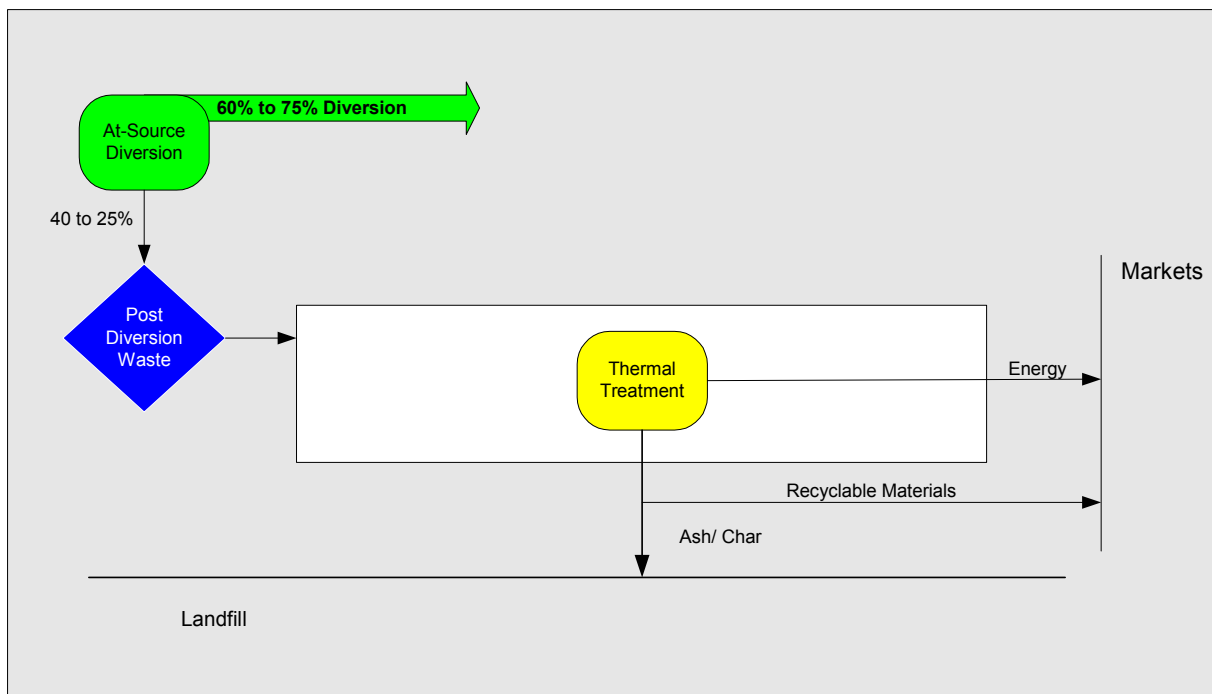 60% to 75% Diversion
At-Source
Diversion
40 to 25%
Markets
Post
Diversion
Waste
Thermal
Treatment
Energy
Recyclable Materials
Ash/ Char
Landfill